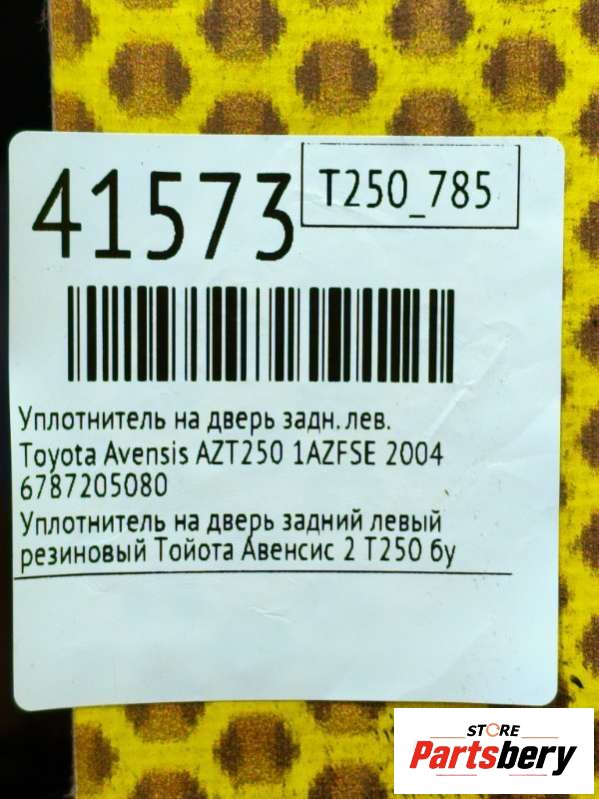 41573
T250_785
Уплотнитель на дверь задн. лев.
Toyota Avensis AZT250 1AZFSE 2004
6787205080
Уплотнитель на дверь задний левый
резиновый Тойота Авенсис 2 Т250 бу
STORE
Partsbery